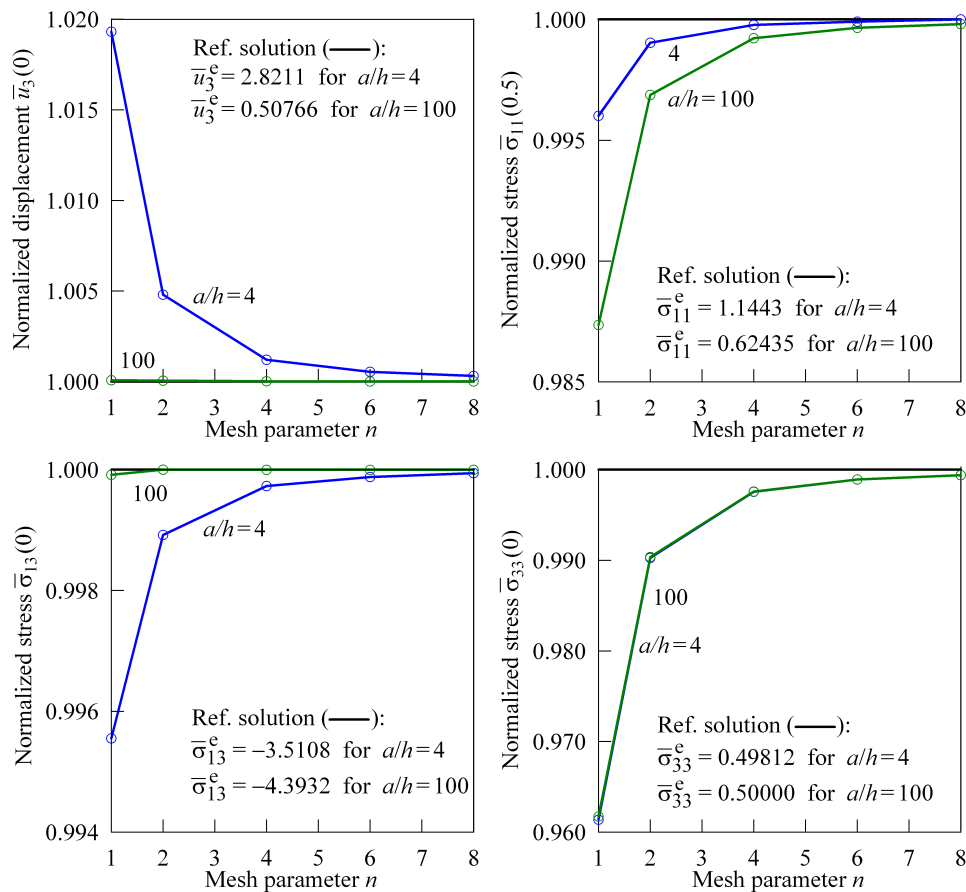 Normalized displacement u̅₃(0)
1.020
1.015
1.010
1.005
1.000
Ref. solution (——):
u̅₃ᵉ = 2.8211 for a/h = 4
u̅₃ᵉ = 0.50766 for a/h = 100
a/h = 4
100
1 2 3 4 5 6 7 8
Mesh parameter n
Normalized stress σ̅₁₁(0.5)
1.000
0.995
0.990
0.985
4
a/h = 100
Ref. solution (——):
σ̅₁₁ᵉ = 1.1443 for a/h = 4
σ̅₁₁ᵉ = 0.62435 for a/h = 100
1 2 3 4 5 6 7 8
Mesh parameter n
Normalized stress σ̅₁₃(0)
1.000
0.998
0.996
0.994
100
a/h = 4
Ref. solution (——):
σ̅₁₃ᵉ = –3.5108 for a/h = 4
σ̅₁₃ᵉ = –4.3932 for a/h = 100
1 2 3 4 5 6 7 8
Mesh parameter n
Normalized stress σ̅₃₃(0)
1.000
0.990
0.980
0.970
0.960
100
a/h = 4
Ref. solution (——):
σ̅₃₃ᵉ = 0.49812 for a/h = 4
σ̅₃₃ᵉ = 0.50000 for a/h = 100
1 2 3 4 5 6 7 8
Mesh parameter n